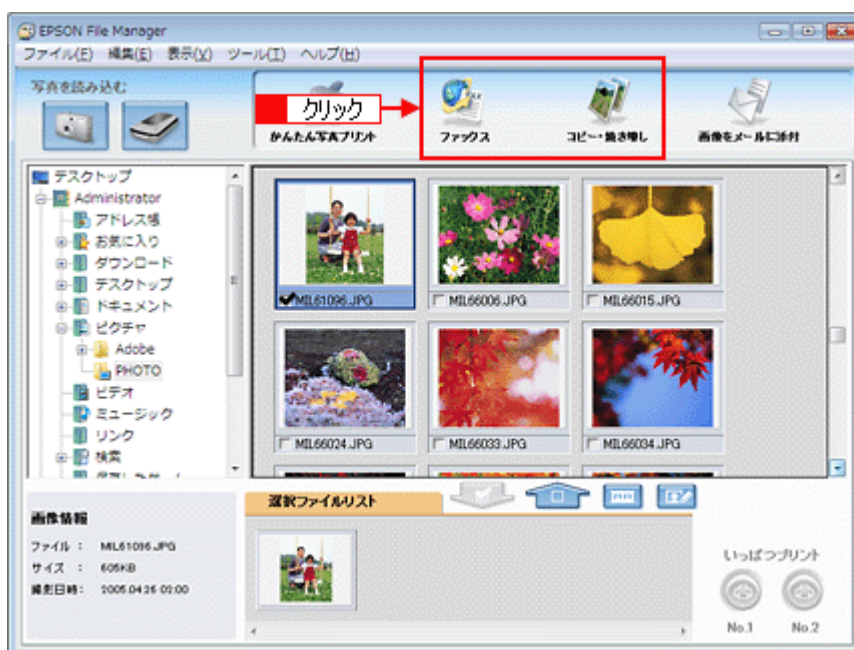 EPSON File Manager
ファイル(F) 編集(E) 表示(V) ツール(T) ヘルプ(H)
写真を読み込む
クリック
かんたん写真プリント
ファックス
コピー・焼き増し
画像をメールに添付
デスクトップ
Administrator
アドレス帳
お気に入り
ダウンロード
デスクトップ
ドキュメント
ピクチャ
Adobe
PHOTO
ビデオ
ミュージック
リンク
検索
MIL61096.JPG
MIL66006.JPG
MIL66015.JPG
MIL66024.JPG
MIL66033.JPG
MIL66034.JPG
選択ファイルリスト
画像情報
ファイル : MIL61096.JPG
サイズ : 605KB
撮影日時: 2005.04.26 02:00
いっぱつプリント
No.1 No.2